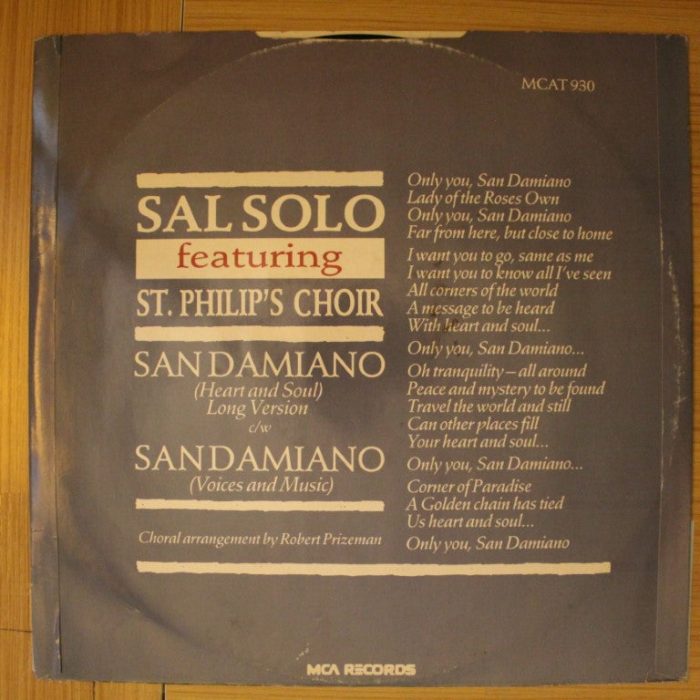 MCAT 930
SAL SOLO
featuring
ST. PHILIP'S CHOIR
SAN DAMIANO
(Heart and Soul)
Long Version
c/w
SAN DAMIANO
(Voices and Music)
Choral arrangement by Robert Prizeman
Only you, San Damiano
Lady of the Roses Own
Only you, San Damiano
Far from here, but close to home
I want you to go, same as me
I want you to know all I've seen
All corners of the world
A message to be heard
With heart and soul...
Only you, San Damiano...
Oh tranquility – all around
Peace and mystery to be found
Travel the world and still
Can other places fill
Your heart and soul...
Only you, San Damiano...
Corner of Paradise
A Golden chain has tied
Us heart and soul...
Only you, San Damiano
MCA RECORDS